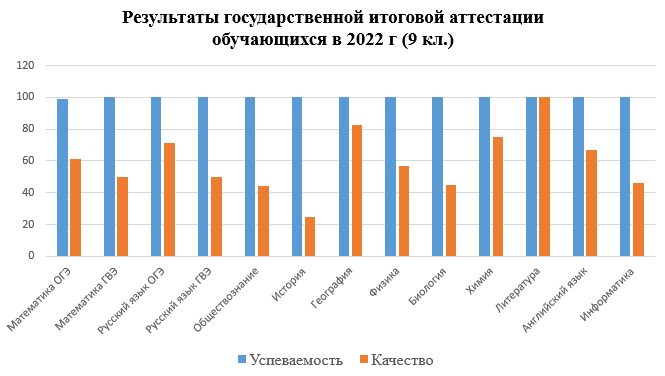 Результаты государственной итоговой аттестации
обучающихся в 2022 г (9 кл.)
120
100
80
60
40
20
0
Математика ОГЭ
Математика ГВЭ
Русский язык ОГЭ
Русский язык ГВЭ
Обществознание
История
География
Физика
Биология
Химия
Литература
Английский язык
Информатика
Успеваемость Качество